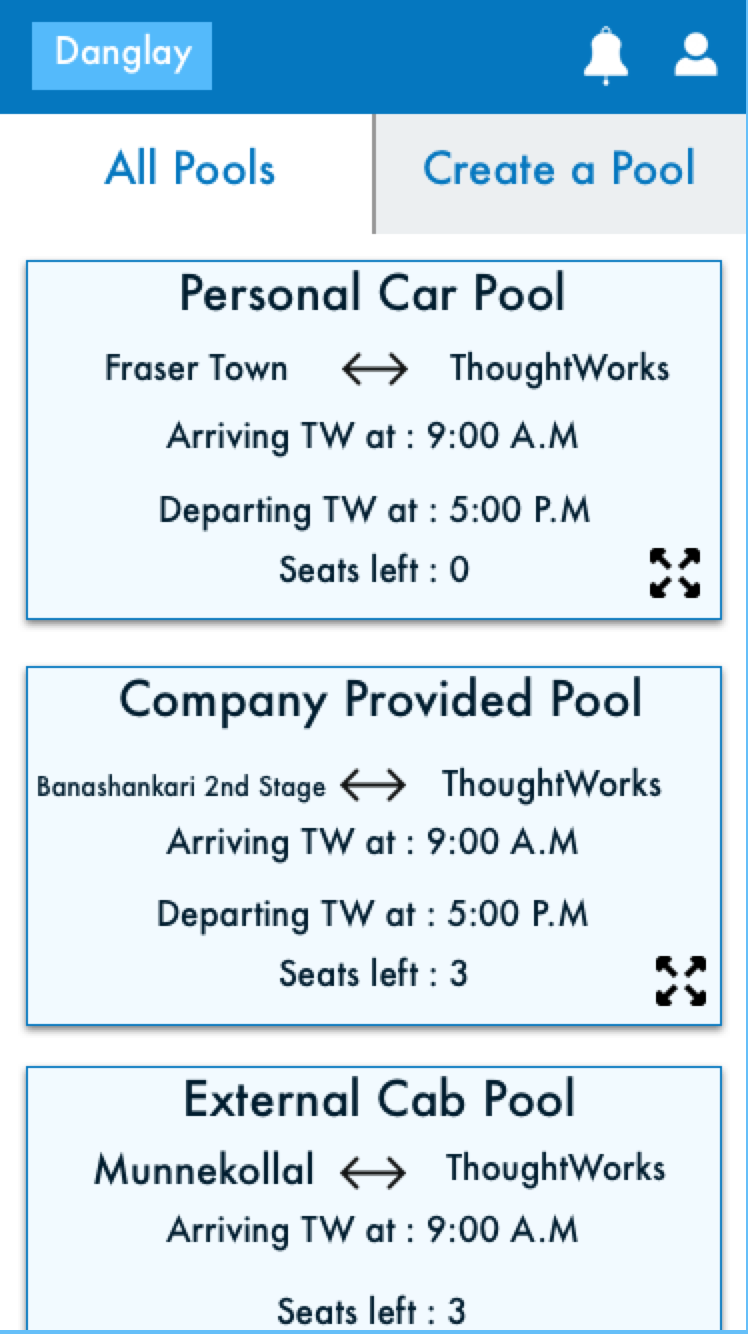 Danglay
All Pools
Create a Pool
Personal Car Pool
Fraser Town ↔ ThoughtWorks
Arriving TW at : 9:00 A.M
Departing TW at : 5:00 P.M
Seats left : 0
Company Provided Pool
Banashankari 2nd Stage ↔ ThoughtWorks
Arriving TW at : 9:00 A.M
Departing TW at : 5:00 P.M
Seats left : 3
External Cab Pool
Munnekollal ↔ ThoughtWorks
Arriving TW at : 9:00 A.M
Seats left : 3